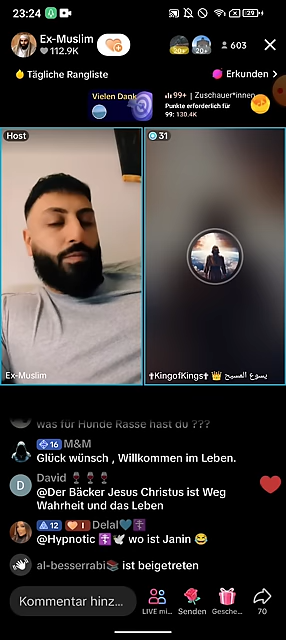 23:24
29
Ex-Muslim
112.9K
20+
20+
603
Tägliche Rangliste
Erkunden >
Vielen Dank
99+ | Zuschauer*innen
Punkte erforderlich für
99: 130.4K
Host
31
Ex-Muslim
✝KingofKings✝ 👑 يسوع المسيح
was für Hunde Rasse hast du ???
16 M&M
Glück wünsch , Willkommen im Leben.
D David 🍷🍷🍷
@Der Bäcker Jesus Christus ist Weg
Wahrheit und das Leben
12 I Delal💙✝️
@Hypnotic ✝️🕊 wo ist Janin 😂
al-besserrabi📚 ist beigetreten
Kommentar hinz...
LIVE mi...
Senden
Gesche...
70